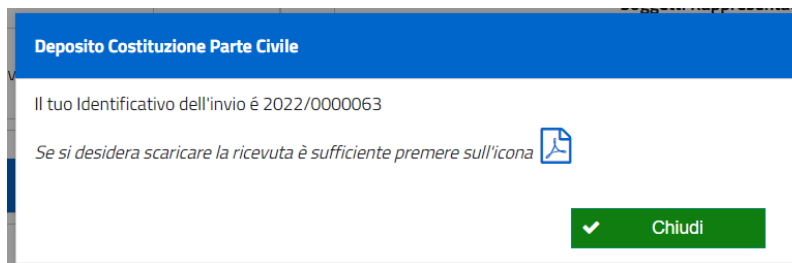 Deposito Costituzione Parte Civile
Il tuo Identificativo dell'invio é 2022/0000063
Se si desidera scaricare la ricevuta è sufficiente premere sull'icona
Chiudi